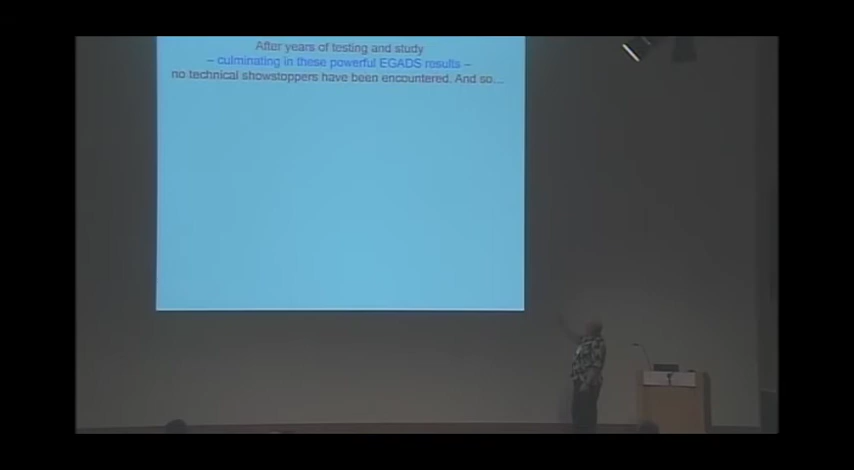 After years of testing and study
– culminating in these powerful EGADS results –
no technical showstoppers have been encountered. And so...